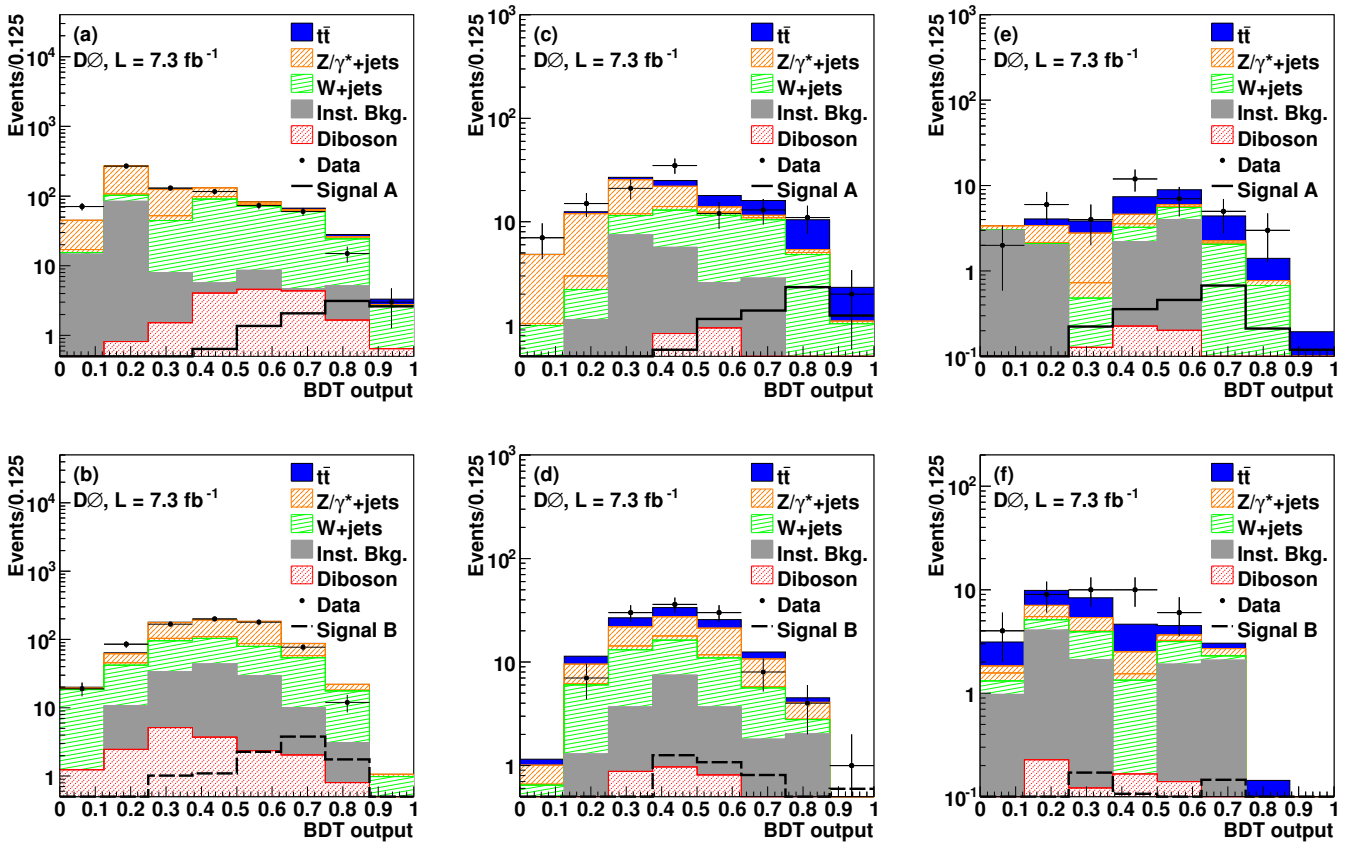 (a)
DØ, L = 7.3 fb⁻¹
tt̄
Z/γ*+jets
W+jets
Inst. Bkg.
Diboson
Data
Signal A
Events/0.125
10⁴
10³
10²
10
1
0 0.1 0.2 0.3 0.4 0.5 0.6 0.7 0.8 0.9 1
BDT output
(c)
DØ, L = 7.3 fb⁻¹
tt̄
Z/γ*+jets
W+jets
Inst. Bkg.
Diboson
Data
Signal A
Events/0.125
10³
10²
10
1
0 0.1 0.2 0.3 0.4 0.5 0.6 0.7 0.8 0.9 1
BDT output
(e)
DØ, L = 7.3 fb⁻¹
tt̄
Z/γ*+jets
W+jets
Inst. Bkg.
Diboson
Data
Signal A
Events/0.125
10³
10²
10
1
10⁻¹
0 0.1 0.2 0.3 0.4 0.5 0.6 0.7 0.8 0.9 1
BDT output
(b)
DØ, L = 7.3 fb⁻¹
tt̄
Z/γ*+jets
W+jets
Inst. Bkg.
Diboson
Data
Signal B
Events/0.125
10⁴
10³
10²
10
1
0 0.1 0.2 0.3 0.4 0.5 0.6 0.7 0.8 0.9 1
BDT output
(d)
DØ, L = 7.3 fb⁻¹
tt̄
Z/γ*+jets
W+jets
Inst. Bkg.
Diboson
Data
Signal B
Events/0.125
10³
10²
10
1
0 0.1 0.2 0.3 0.4 0.5 0.6 0.7 0.8 0.9 1
BDT output
(f)
DØ, L = 7.3 fb⁻¹
tt̄
Z/γ*+jets
W+jets
Inst. Bkg.
Diboson
Data
Signal B
Events/0.125
10²
10
1
10⁻¹
0 0.1 0.2 0.3 0.4 0.5 0.6 0.7 0.8 0.9 1
BDT output